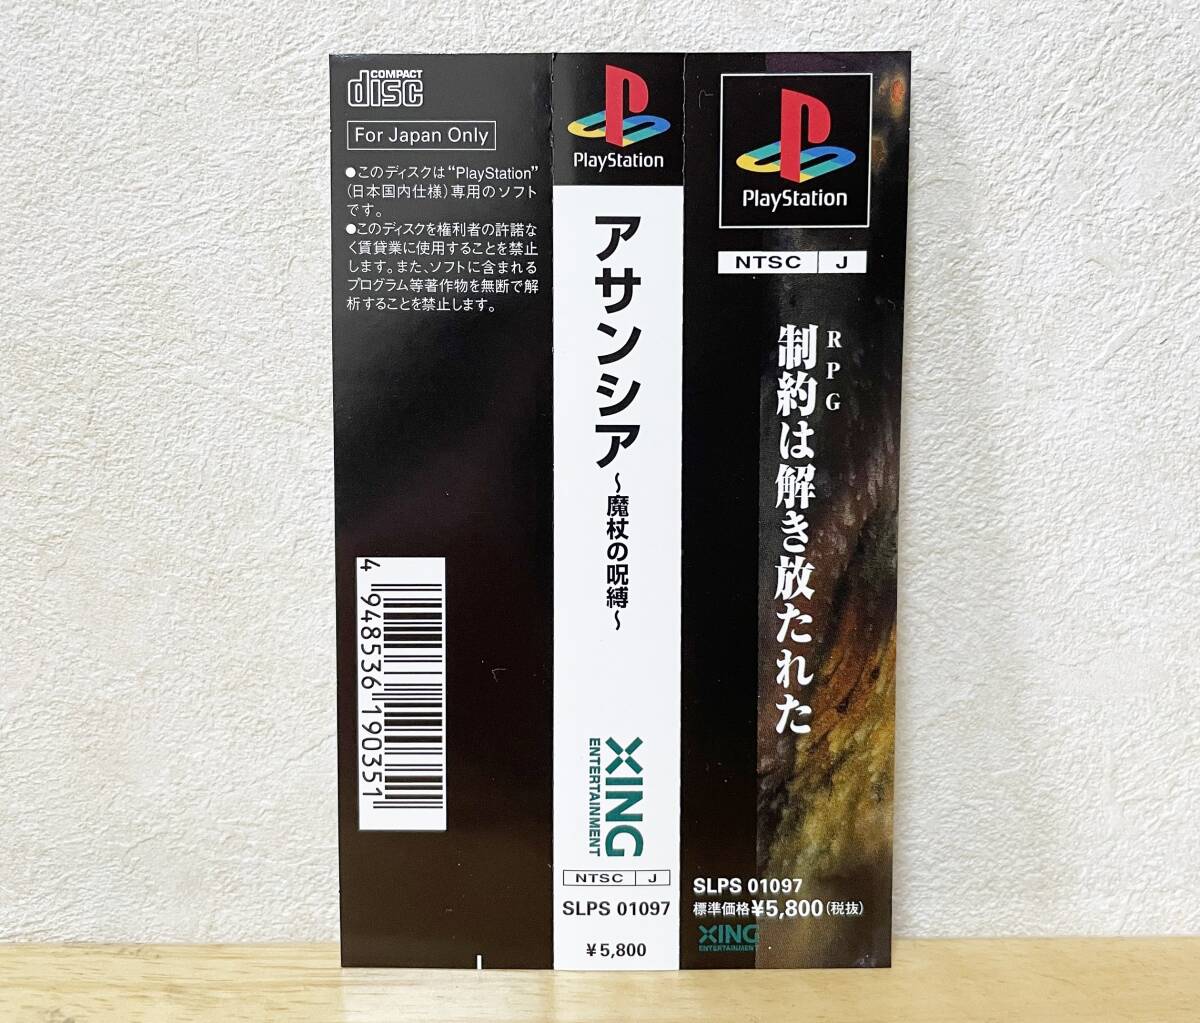 COMPACT
disc
For Japan Only
●このディスクは“PlayStation”
(日本国内仕様)専用のソフト
です。
●このディスクを権利者の許諾な
く賃貸業に使用することを禁止
します。また、ソフトに含まれる
プログラム等著作物を無断で解
析することを禁止します。
4 948536 190351
PlayStation
アサンシア
~魔杖の呪縛~
XING
ENTERTAINMENT
NTSC J
SLPS 01097
¥5,800
PlayStation
NTSC J
RPG
制約は解き放たれた
SLPS 01097
標準価格¥5,800(税抜)
XING
ENTERTAINMENT